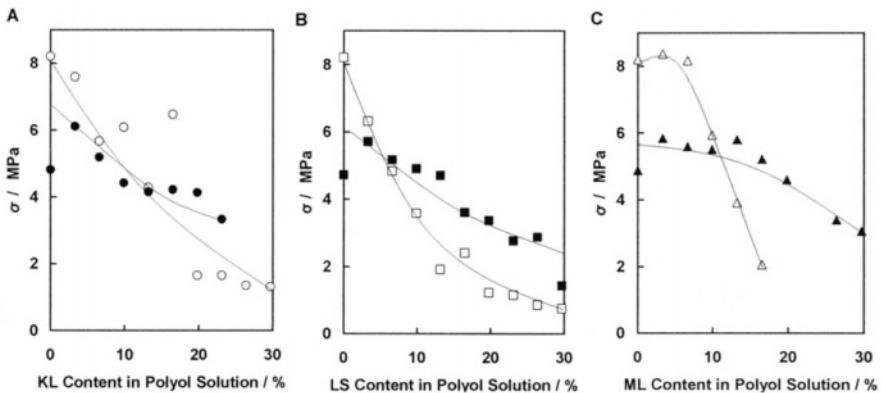 A
B
C
σ / MPa
8
6
4
2
0
0 10 20 30
KL Content in Polyol Solution / %
σ / MPa
8
6
4
2
0
0 10 20 30
LS Content in Polyol Solution / %
σ / MPa
8
6
4
2
0
0 10 20 30
ML Content in Polyol Solution / %